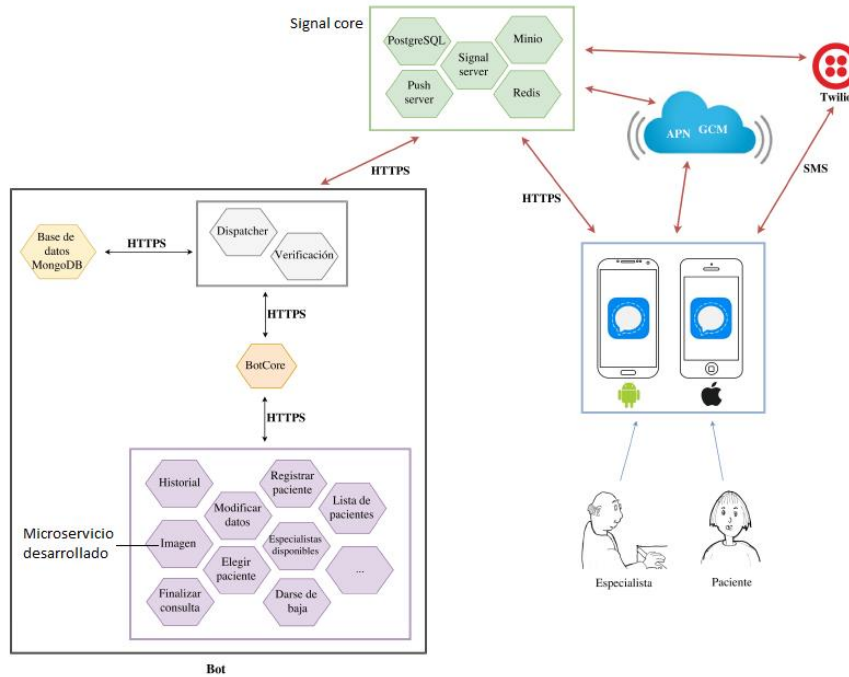 Signal core
PostgreSQL
Minio
Signal
server
Push
server
Redis
Twilio
APN GCM
HTTPS
HTTPS
SMS
Base de
datos
MongoDB
HTTPS
Dispatcher
Verificación
HTTPS
BotCore
HTTPS
Historial
Registrar
paciente
Modificar
datos
Lista de
pacientes
Microservicio
desarrollado
Imagen
Especialistas
disponibles
Elegir
paciente
...
Finalizar
consulta
Darse de
baja
Bot
Especialista
Paciente